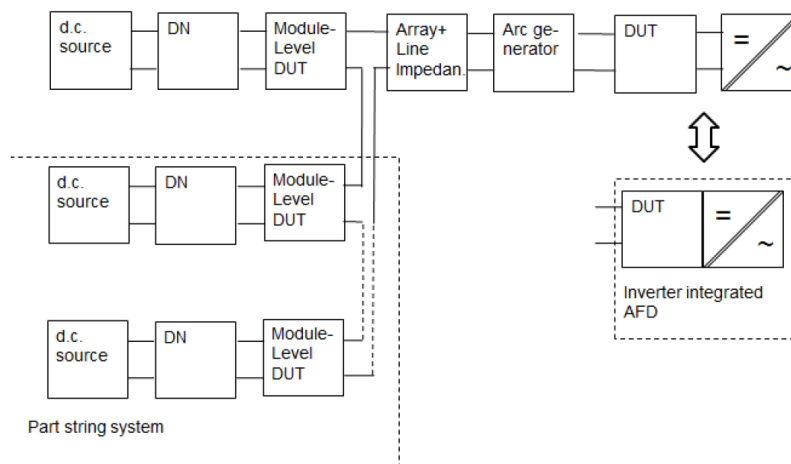 d.c.
source
DN
Module-
Level
DUT
Array+
Line
Impedan.
Arc ge-
nerator
DUT
=
~
d.c.
source
DN
Module-
Level
DUT
DUT
=
~
Inverter integrated
AFD
d.c.
source
DN
Module-
Level
DUT
Part string system